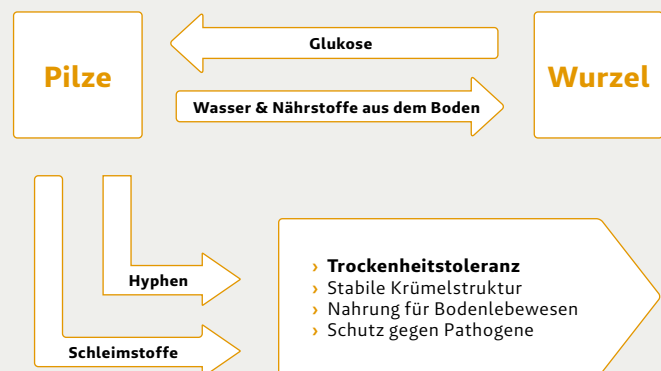 Glukose
Pilze
Wurzel
Wasser & Nährstoffe aus dem Boden
› Trockenheitstoleranz
› Stabile Krümelstruktur
› Nahrung für Bodenlebewesen
› Schutz gegen Pathogene
Hyphen
Schleimstoffe